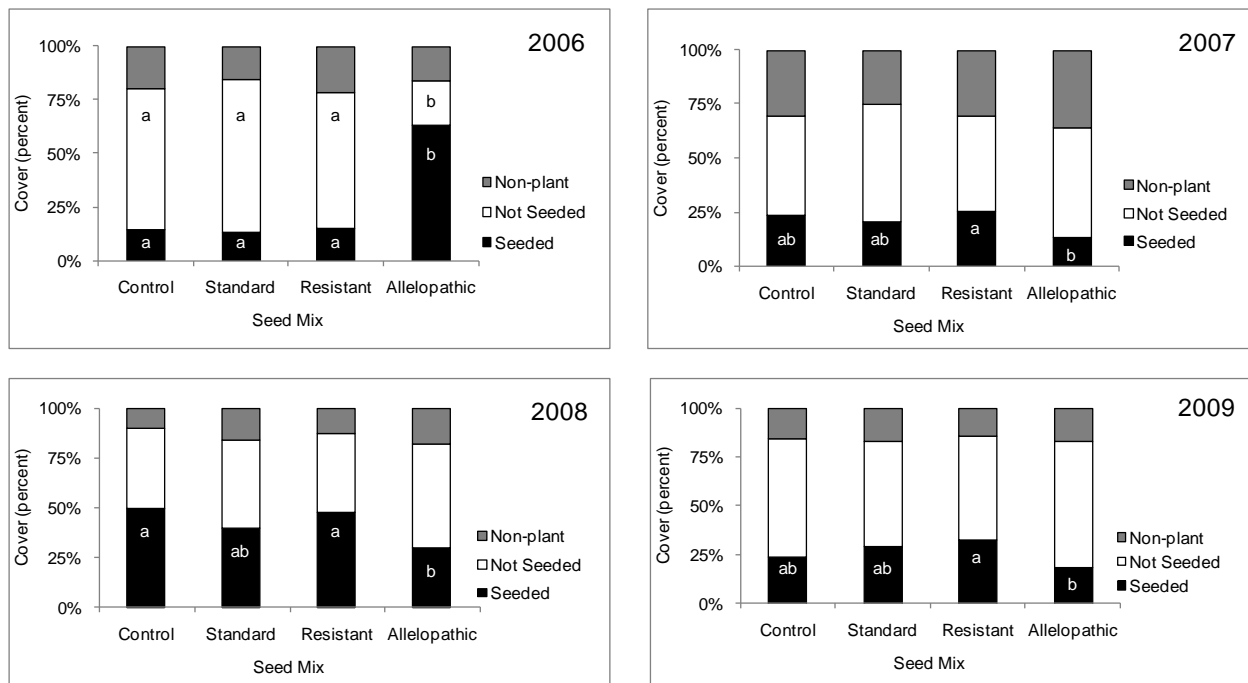 2006
100%
75%
50%
25%
0%
Cover (percent)
a
a
a
b
a
a
a
b
Non-plant
Not Seeded
Seeded
Control Standard Resistant Allelopathic
Seed Mix
2007
100%
75%
50%
25%
0%
Cover (percent)
ab
ab
a
b
Non-plant
Not Seeded
Seeded
Control Standard Resistant Allelopathic
Seed Mix
2008
100%
75%
50%
25%
0%
Cover (percent)
a
ab
a
b
Non-plant
Not Seeded
Seeded
Control Standard Resistant Allelopathic
Seed Mix
2009
100%
75%
50%
25%
0%
Cover (percent)
ab
ab
a
b
Non-plant
Not Seeded
Seeded
Control Standard Resistant Allelopathic
Seed Mix